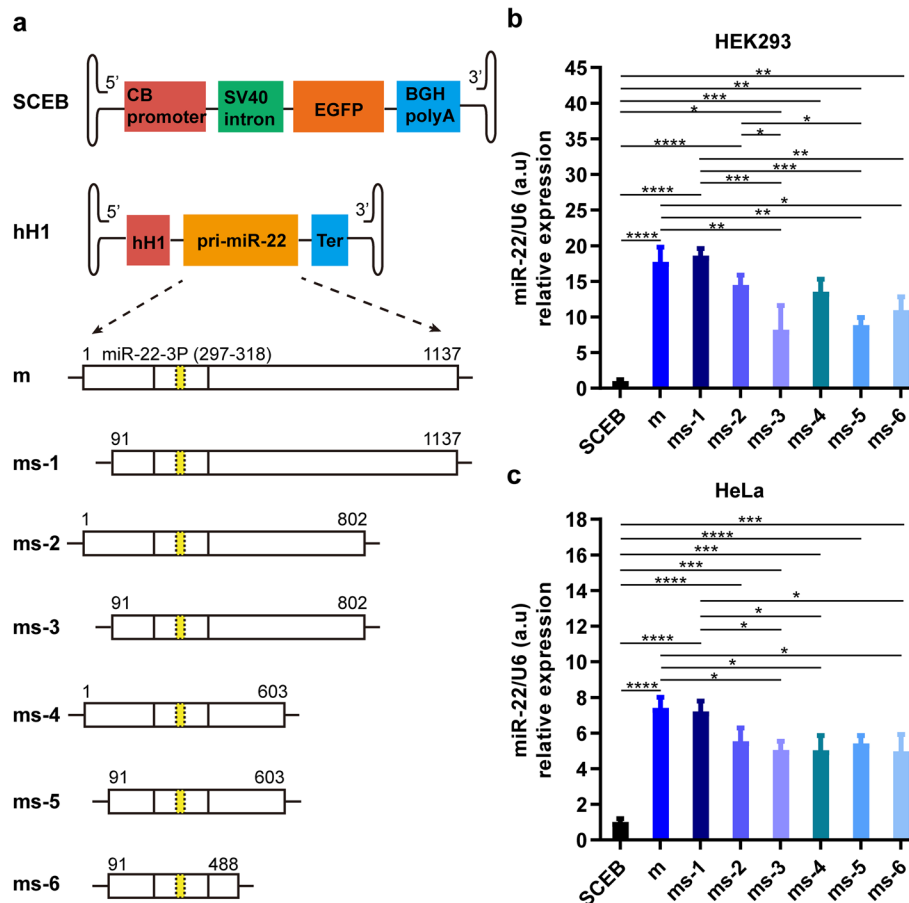 a
SCEB
5’
CB
promoter
SV40
intron
EGFP
BGH
polyA
3’
hH1
5’
hH1
pri-miR-22
Ter
3’
m
1 miR-22-3P (297-318) 1137
ms-1
91 1137
ms-2
1 802
ms-3
91 802
ms-4
1 603
ms-5
91 603
ms-6
91 488
b
HEK293
miR-22/U6 (a.u)
relative expression
45
40
35
30
25
20
15
10
5
0
**
**
***
*
*
*
****
**
***
***
****
*
**
**
****
SCEB m ms-1 ms-2 ms-3 ms-4 ms-5 ms-6
c
HeLa
miR-22/U6 (a.u)
relative expression
18
16
14
12
10
8
6
4
2
0
***
****
***
***
****
*
*
*
****
*
*
*
****
SCEB m ms-1 ms-2 ms-3 ms-4 ms-5 ms-6